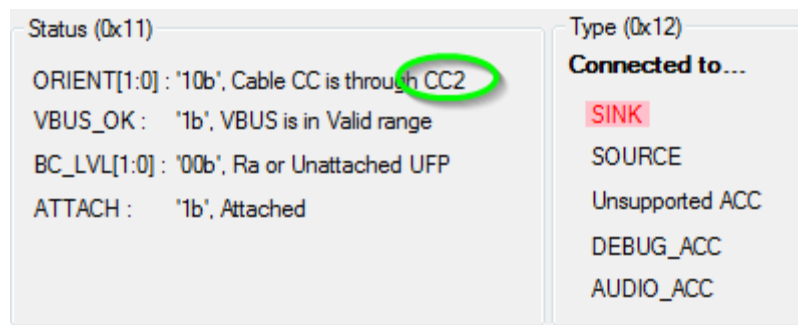 Status (0x11)
ORIENT[1:0] : '10b', Cable CC is through CC2
VBUS_OK : '1b', VBUS is in Valid range
BC_LVL[1:0] : '00b', Ra or Unattached UFP
ATTACH : '1b', Attached
Type (0x12)
Connected to...
SINK
SOURCE
Unsupported ACC
DEBUG_ACC
AUDIO_ACC